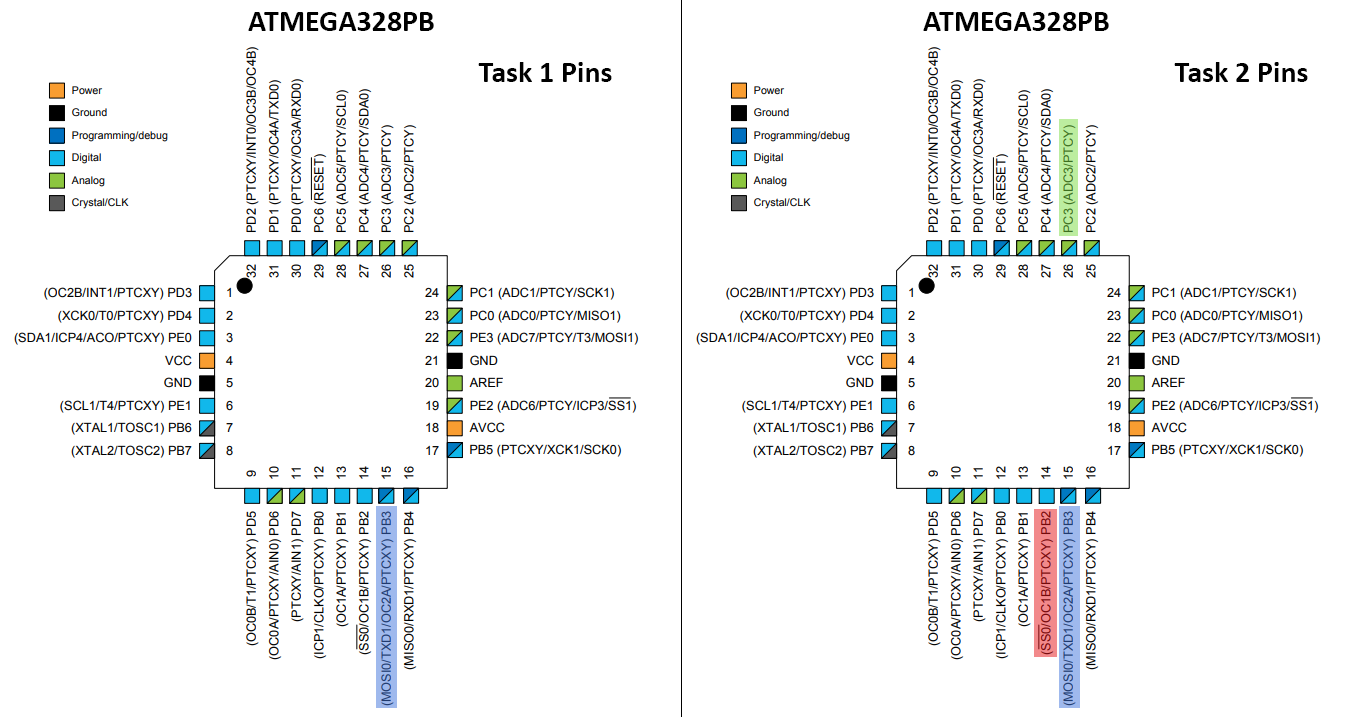 ATMEGA328PB
Task 1 Pins
Power
Ground
Programming/debug
Digital
Analog
Crystal/CLK
PD2 (PTCXY/INT0/OC3B/OC4B)
PD1 (PTCXY/OC4A/TXD0)
PD0 (PTCXY/OC3A/RXD0)
PC6 (RESET)
PC5 (ADC5/PTCY/SCL0)
PC4 (ADC4/PTCY/SDA0)
PC3 (ADC3/PTCY)
PC2 (ADC2/PTCY)
32 31 30 29 28 27 26 25
(OC2B/INT1/PTCXY) PD3 1
(XCK0/T0/PTCXY) PD4 2
(SDA1/ICP4/ACO/PTCXY) PE0 3
VCC 4
GND 5
(SCL1/T4/PTCXY) PE1 6
(XTAL1/TOSC1) PB6 7
(XTAL2/TOSC2) PB7 8
24 PC1 (ADC1/PTCY/SCK1)
23 PC0 (ADC0/PTCY/MISO1)
22 PE3 (ADC7/PTCY/T3/MOSI1)
21 GND
20 AREF
19 PE2 (ADC6/PTCY/ICP3/SS1)
18 AVCC
17 PB5 (PTCXY/XCK1/SCK0)
9 10 11 12 13 14 15 16
(OC0B/T1/PTCXY) PD5
(OC0A/PTCXY/AIN0) PD6
(PTCXY/AIN1) PD7
(ICP1/CLKO/PTCXY) PB0
(OC1A/PTCXY) PB1
(SS0/OC1B/PTCXY) PB2
(MOSI0/TXD1/OC2A/PTCXY) PB3
(MISO0/RXD1/PTCXY) PB4
ATMEGA328PB
Task 2 Pins
Power
Ground
Programming/debug
Digital
Analog
Crystal/CLK
PD2 (PTCXY/INT0/OC3B/OC4B)
PD1 (PTCXY/OC4A/TXD0)
PD0 (PTCXY/OC3A/RXD0)
PC6 (RESET)
PC5 (ADC5/PTCY/SCL0)
PC4 (ADC4/PTCY/SDA0)
PC3 (ADC3/PTCY)
PC2 (ADC2/PTCY)
32 31 30 29 28 27 26 25
(OC2B/INT1/PTCXY) PD3 1
(XCK0/T0/PTCXY) PD4 2
(SDA1/ICP4/ACO/PTCXY) PE0 3
VCC 4
GND 5
(SCL1/T4/PTCXY) PE1 6
(XTAL1/TOSC1) PB6 7
(XTAL2/TOSC2) PB7 8
24 PC1 (ADC1/PTCY/SCK1)
23 PC0 (ADC0/PTCY/MISO1)
22 PE3 (ADC7/PTCY/T3/MOSI1)
21 GND
20 AREF
19 PE2 (ADC6/PTCY/ICP3/SS1)
18 AVCC
17 PB5 (PTCXY/XCK1/SCK0)
9 10 11 12 13 14 15 16
(OC0B/T1/PTCXY) PD5
(OC0A/PTCXY/AIN0) PD6
(PTCXY/AIN1) PD7
(ICP1/CLKO/PTCXY) PB0
(OC1A/PTCXY) PB1
(SS0/OC1B/PTCXY) PB2
(MOSI0/TXD1/OC2A/PTCXY) PB3
(MISO0/RXD1/PTCXY) PB4